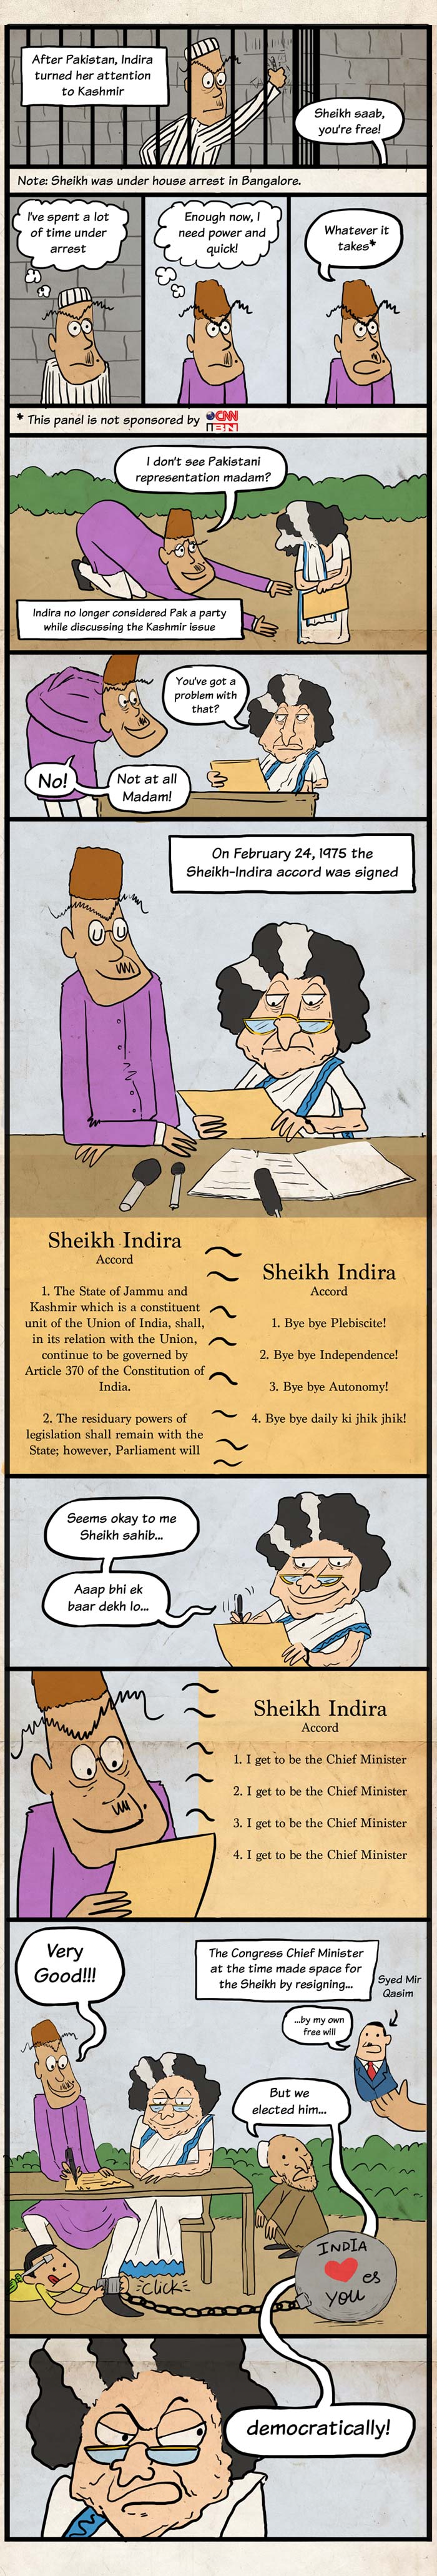 After Pakistan, Indira
turned her attention
to Kashmir
Sheikh saab,
you're free!
Note: Sheikh was under house arrest in Bangalore.
I've spent a lot
of time under
arrest
Enough now, I
need power and
quick!
Whatever it
takes*
* This panel is not sponsored by CNN
IBN
I don't see Pakistani
representation madam?
Indira no longer considered Pak a party
while discussing the Kashmir issue
You've got a
problem with
that?
No!
Not at all
Madam!
On February 24, 1975 the
Sheikh-Indira accord was signed
Sheikh Indira
Accord
1. The State of Jammu and
Kashmir which is a constituent
unit of the Union of India, shall,
in its relation with the Union,
continue to be governed by
Article 370 of the Constitution of
India.
2. The residuary powers of
legislation shall remain with the
State; however, Parliament will
Sheikh Indira
Accord
1. Bye bye Plebiscite!
2. Bye bye Independence!
3. Bye bye Autonomy!
4. Bye bye daily ki jhik jhik!
Seems okay to me
Sheikh sahib...
Aaap bhi ek
baar dekh lo...
Sheikh Indira
Accord
1. I get to be the Chief Minister
2. I get to be the Chief Minister
3. I get to be the Chief Minister
4. I get to be the Chief Minister
Very
Good!!!
The Congress Chief Minister
at the time made space for
the Sheikh by resigning...
Syed Mir
Qasim
...by my own
free will
But we
elected him...
INDIA
es
YOU
CLICK
democratically!